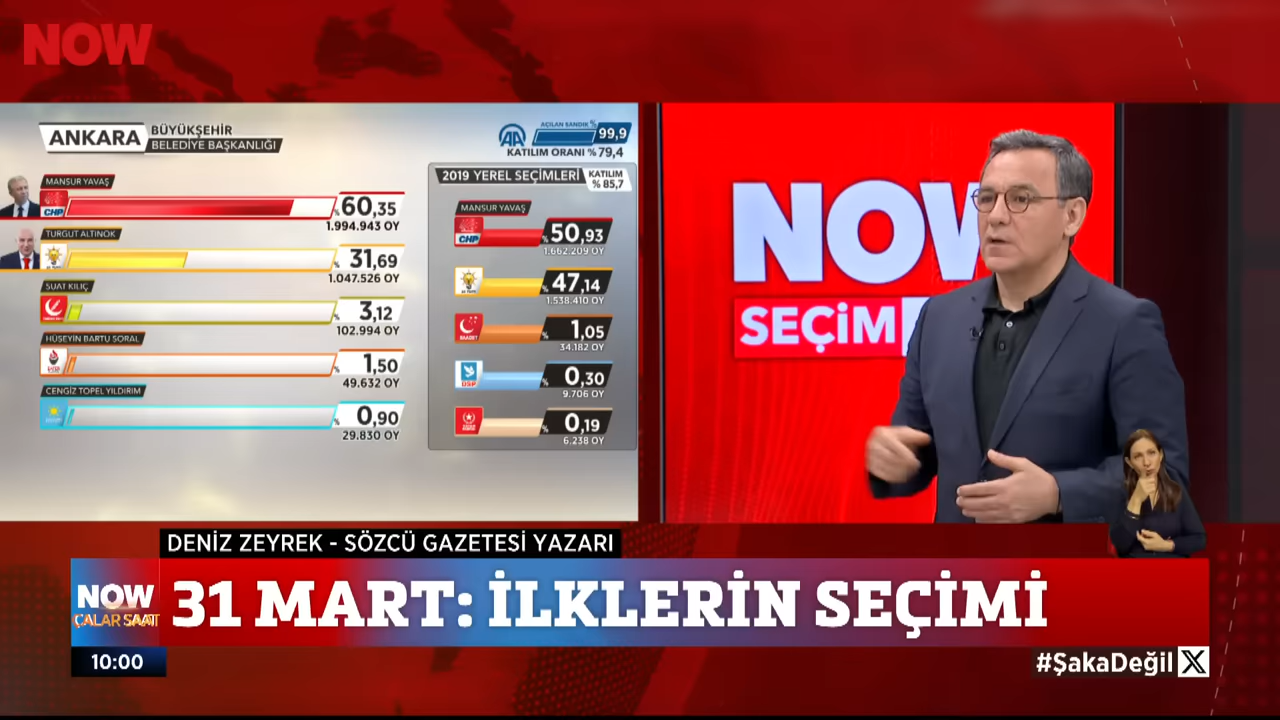 NOW
ANKARA
BÜYÜKŞEHİR
BELEDİYE BAŞKANLIĞI
AA
AÇILAN SANDIK %
99,9
KATILIM ORANI % 79,4
MANSUR YAVAŞ
CHP
% 60,35
1.994.943 OY
TURGUT ALTINOK
% 31,69
1.047.526 OY
SUAT KILIÇ
% 3,12
102.994 OY
HÜSEYİN BARTU SORAL
% 1,50
49.632 OY
CENGİZ TOPEL YILDIRIM
% 0,90
29.830 OY
2019 YEREL SEÇİMLERİ
KATILIM
% 85,7
MANSUR YAVAŞ
CHP
% 50,93
1.662.209 OY
% 47,14
1.538.410 OY
SAADET
% 1,05
34.182 OY
DSP
% 0,30
9.706 OY
% 0,19
6.238 OY
NOW
SEÇİM
DENİZ ZEYREK - SÖZCÜ GAZETESİ YAZARI
NOW
ÇALAR SAAT
31 MART: İLKLERİN SEÇİMİ
10:00
#ŞakaDeğil X